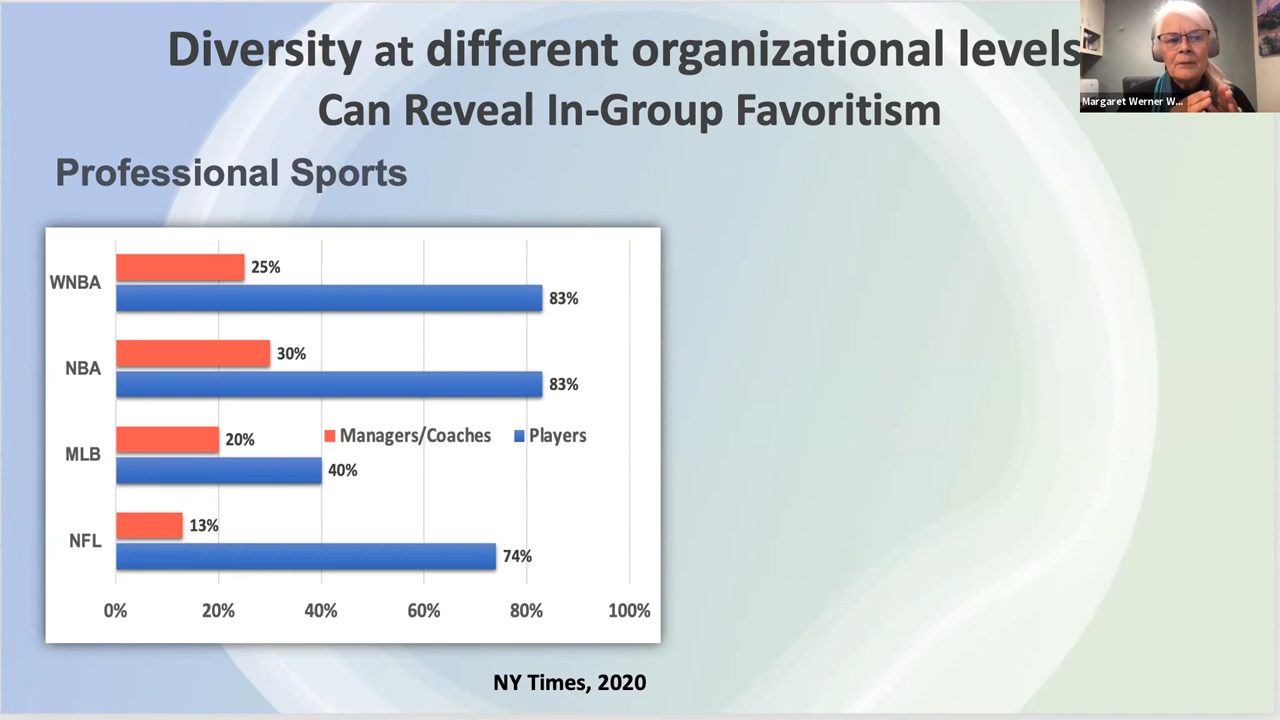 Diversity at different organizational levels
Can Reveal In-Group Favoritism
Margaret Werner W...
Professional Sports
WNBA
25%
83%
NBA
30%
83%
MLB
20%
Managers/Coaches
Players
40%
NFL
13%
74%
0%
20%
40%
60%
80%
100%
NY Times, 2020